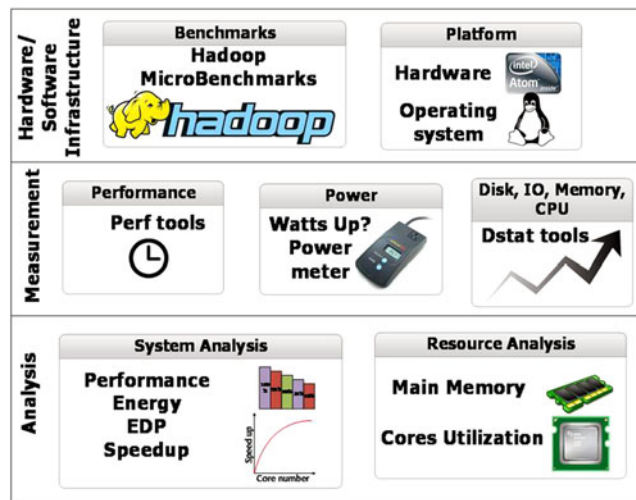 Hardware/
Software
Infrastructure
Benchmarks
Hadoop
MicroBenchmarks
hadoop
Platform
Hardware
intel
Atom
inside
Operating
system
Measurement
Performance
Perf tools
Power
Watts Up?
Power
meter
Disk, IO, Memory,
CPU
Dstat tools
Analysis
System Analysis
Performance
Energy
EDP
Speedup
Speed up
Core number
Resource Analysis
Main Memory
Cores Utilization